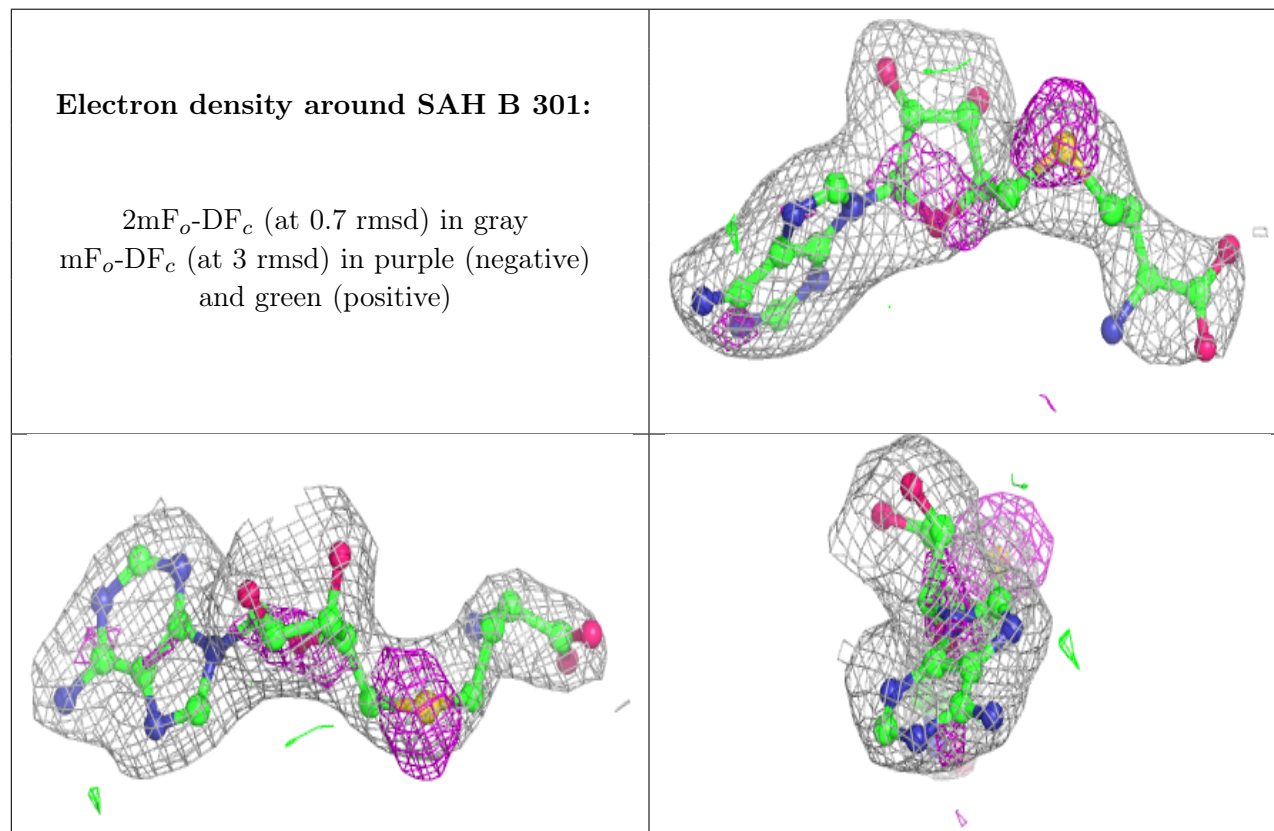 Electron density around SAH B 301:
2mFo-DFc (at 0.7 rmsd) in gray
mFo-DFc (at 3 rmsd) in purple (negative)
and green (positive)